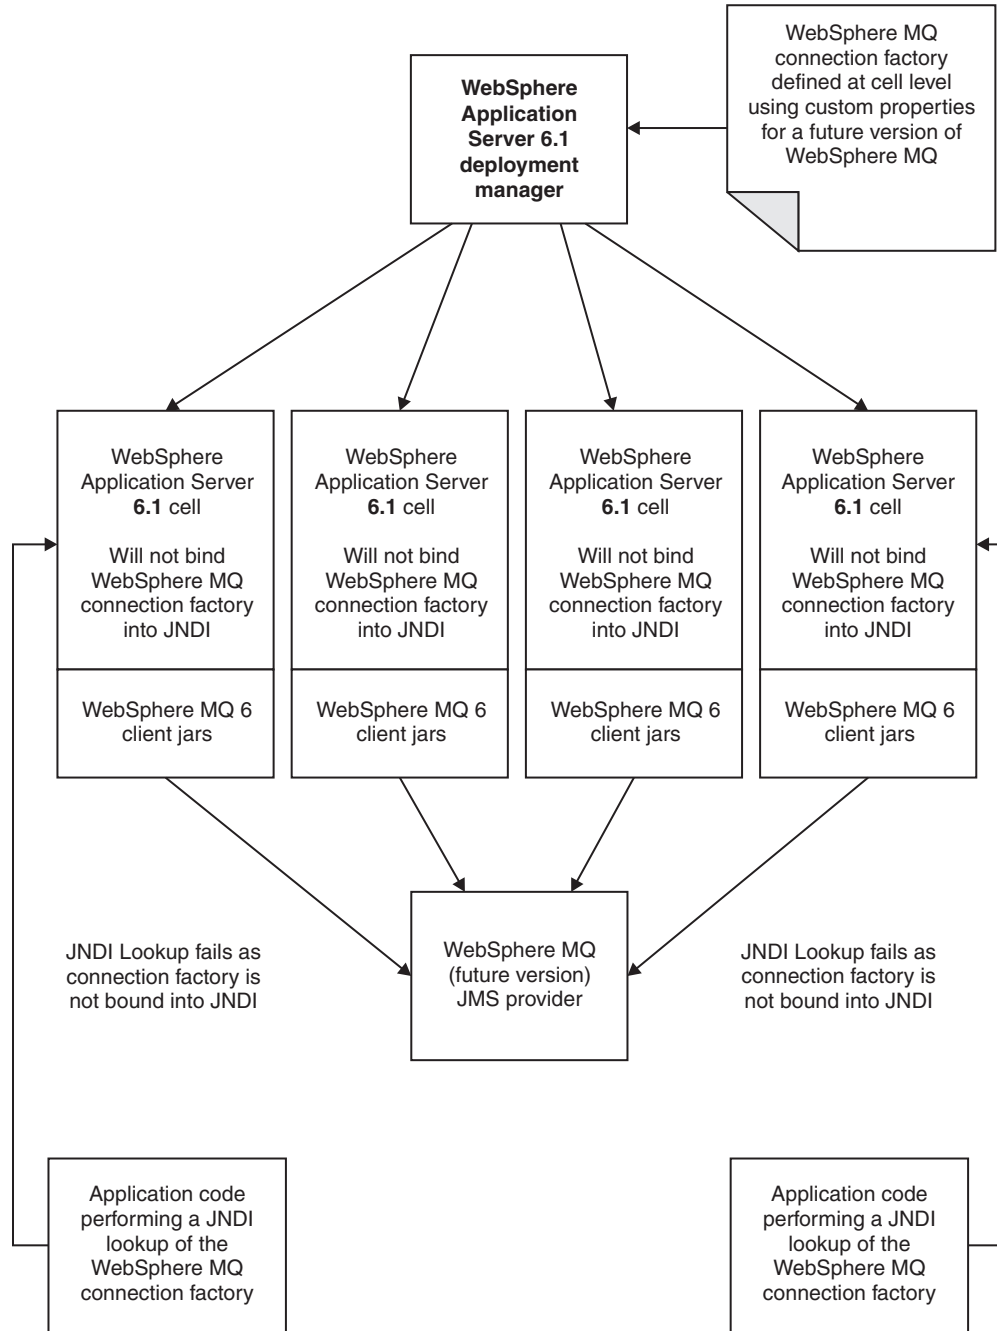 WebSphere MQ
connection factory
defined at cell level
using custom properties
for a future version of
WebSphere MQ
WebSphere
Application
Server 6.1
deployment
manager
WebSphere
Application Server
6.1 cell
Will not bind
WebSphere MQ
connection factory
into JNDI
WebSphere MQ 6
client jars
WebSphere
Application Server
6.1 cell
Will not bind
WebSphere MQ
connection factory
into JNDI
WebSphere MQ 6
client jars
WebSphere
Application Server
6.1 cell
Will not bind
WebSphere MQ
connection factory
into JNDI
WebSphere MQ 6
client jars
WebSphere
Application Server
6.1 cell
Will not bind
WebSphere MQ
connection factory
into JNDI
WebSphere MQ 6
client jars
JNDI Lookup fails as
connection factory is
not bound into JNDI
WebSphere MQ
(future version)
JMS provider
JNDI Lookup fails as
connection factory is
not bound into JNDI
Application code
performing a JNDI
lookup of the
WebSphere MQ
connection factory
Application code
performing a JNDI
lookup of the
WebSphere MQ
connection factory